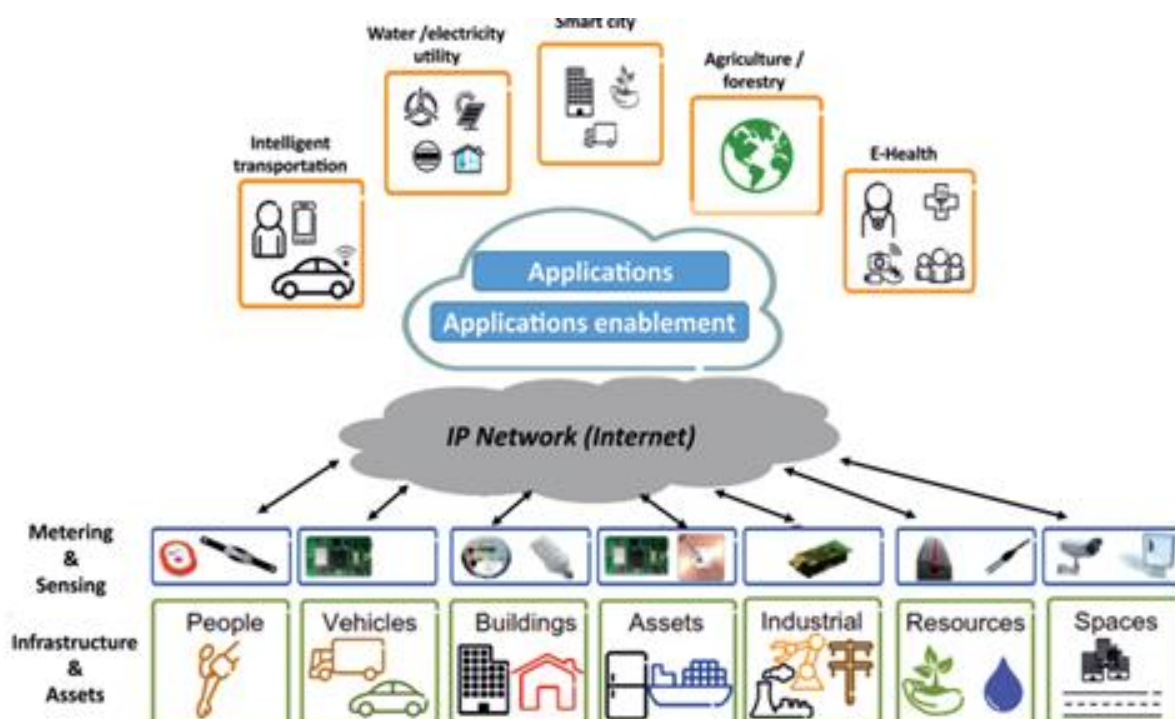 Smart city
Water /electricity
utility
Agriculture /
forestry
Intelligent
transportation
E-Health
Applications
Applications enablement
IP Network (Internet)
Metering
&
Sensing
Infrastructure
&
Assets
People
Vehicles
Buildings
Assets
Industrial
Resources
Spaces